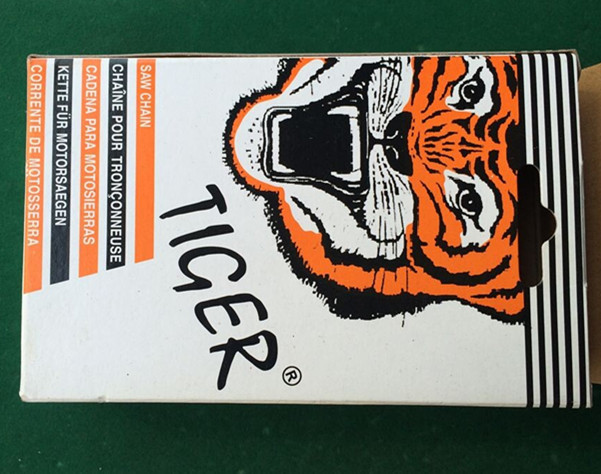 TIGER®
SAW CHAIN
CHAÎNE POUR TRONÇONNEUSE
CADENA PARA MOTOSIERRAS
KETTE FÜR MOTORSAEGEN
CORRENTE DE MOTOSSERRA